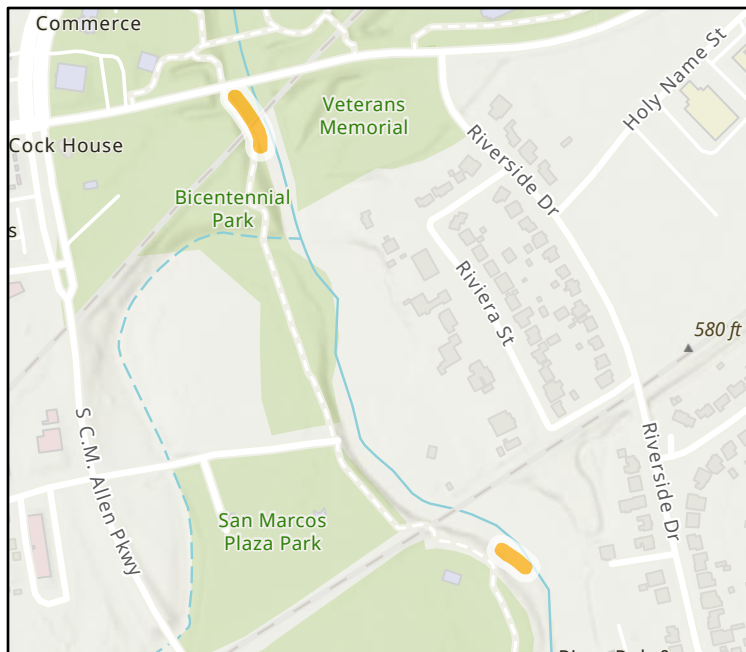 Commerce
Holy Name St
Veterans
Memorial
Cock House
Riverside Dr
Bicentennial
Park
s
Riviera St
580 ft
S C.M. Allen Pkwy
Riverside Dr
San Marcos
Plaza Park